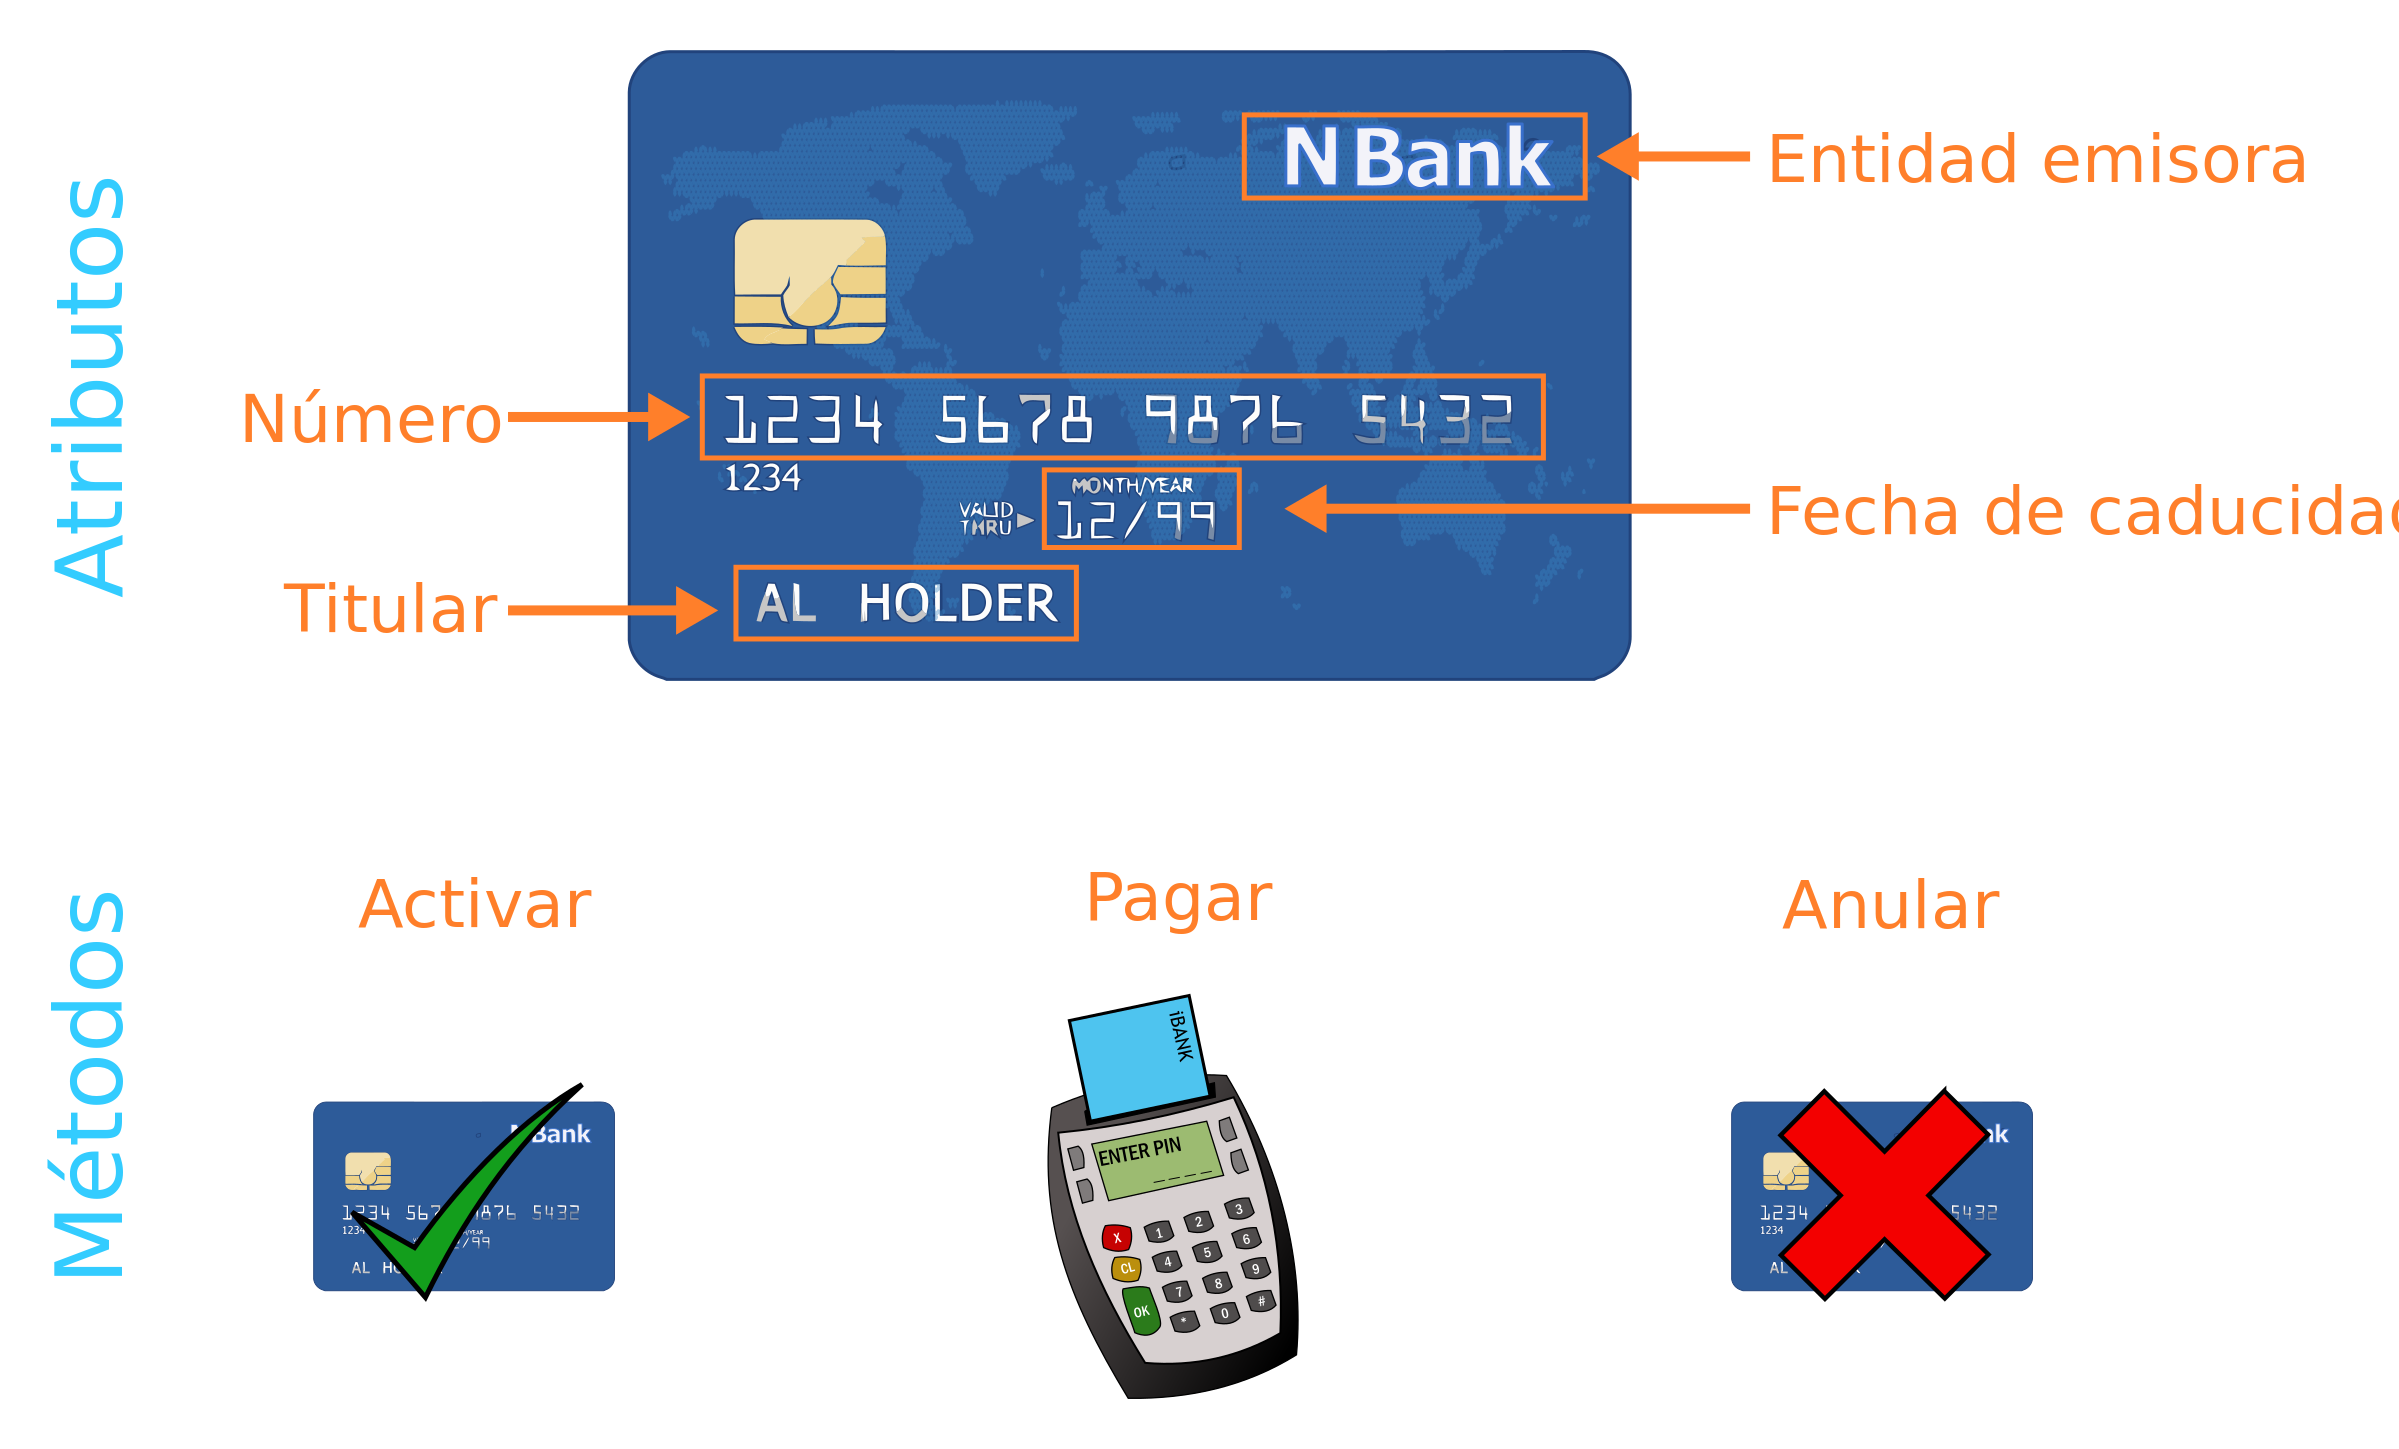 Atributos
N Bank
Entidad emisora
Número
1234 5678 9876 5432
1234
MONTH/YEAR
VALID
THRU
12/99
Fecha de caducidad
Titular
AL HOLDER
Métodos
Activar
Pagar
Anular
iBANK
ENTER PIN
_ _ _ _
X 1 2 3
CL 4 5 6
OK 7 8 9
* 0 #
Bank
1234 567 876 5432
1234
/99
AL H
nk
1234 5432
1234
AL